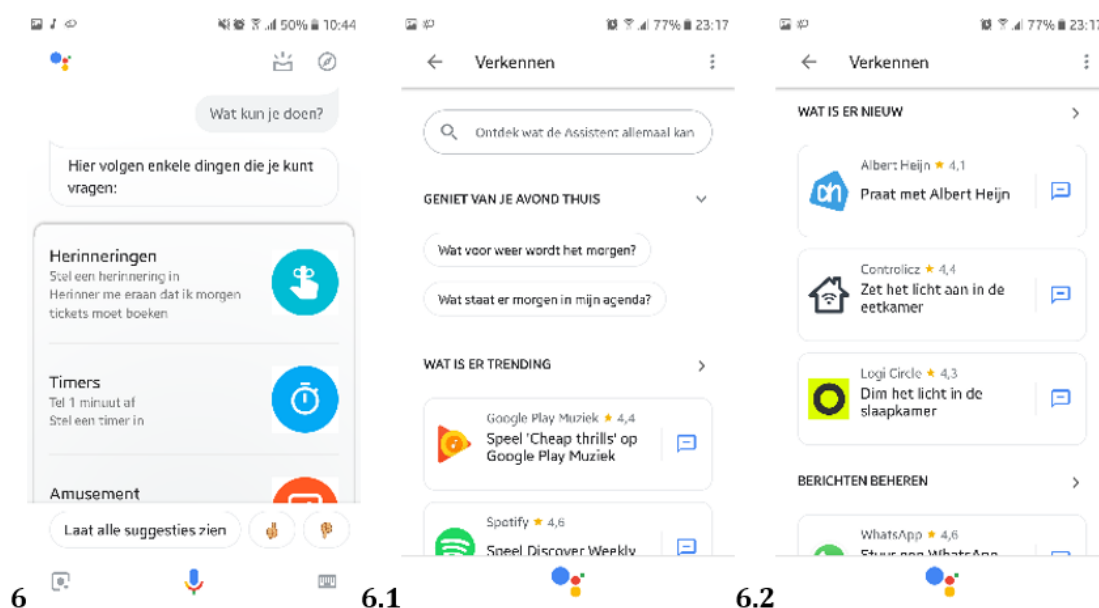 50% 10:44
Wat kun je doen?
Hier volgen enkele dingen die je kunt
vragen:
Herinneringen
Stel een herinnering in
Herinner me eraan dat ik morgen
tickets moet boeken
Timers
Tel 1 minuut af
Stel een timer in
Amusement
Laat alle suggesties zien
6
77% 23:17
Verkennen
Ontdek wat de Assistent allemaal kan
GENIET VAN JE AVOND THUIS
Wat voor weer wordt het morgen?
Wat staat er morgen in mijn agenda?
WAT IS ER TRENDING
Google Play Muziek ★ 4,4
Speel 'Cheap thrills' op
Google Play Muziek
Spotify ★ 4,6
Speel Discover Weekly
6.1
77% 23:17
Verkennen
WAT IS ER NIEUW
Albert Heijn ★ 4,1
Praat met Albert Heijn
Controlicz ★ 4,4
Zet het licht aan in de
eetkamer
Logi Circle ★ 4,3
Dim het licht in de
slaapkamer
BERICHTEN BEHEREN
WhatsApp ★ 4,6
Stuur een WhatsApp
6.2